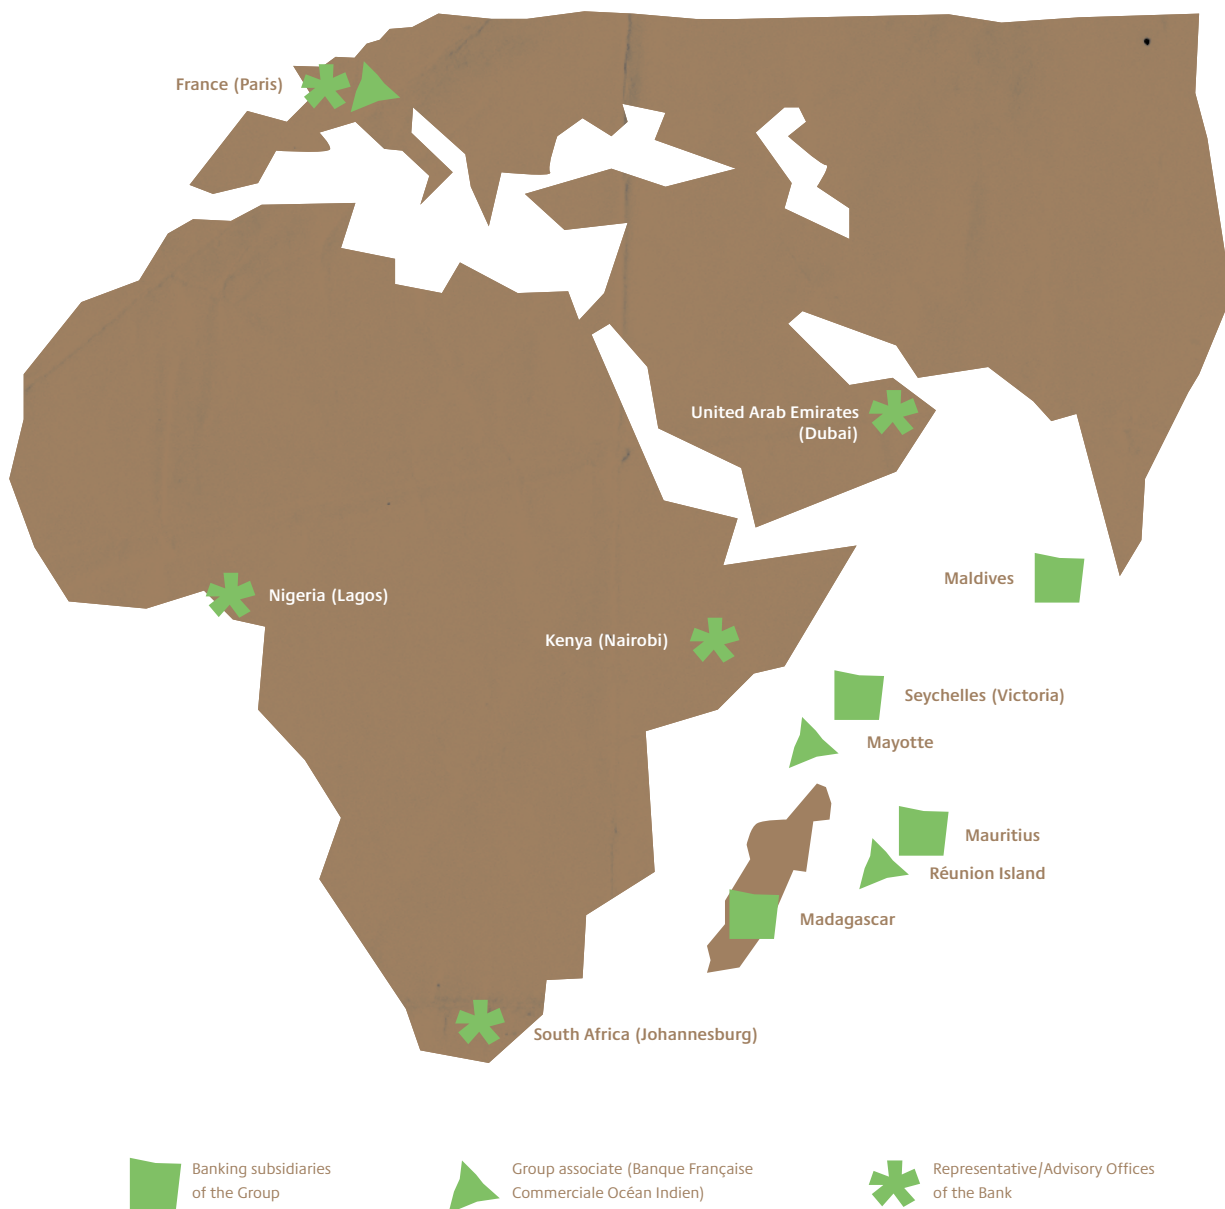 France (Paris)
United Arab Emirates
(Dubai)
Maldives
Nigeria (Lagos)
Kenya (Nairobi)
Seychelles (Victoria)
Mayotte
Mauritius
Réunion Island
Madagascar
South Africa (Johannesburg)
Banking subsidiaries
of the Group
Group associate (Banque Française
Commerciale Océan Indien)
Representative/Advisory Offices
of the Bank